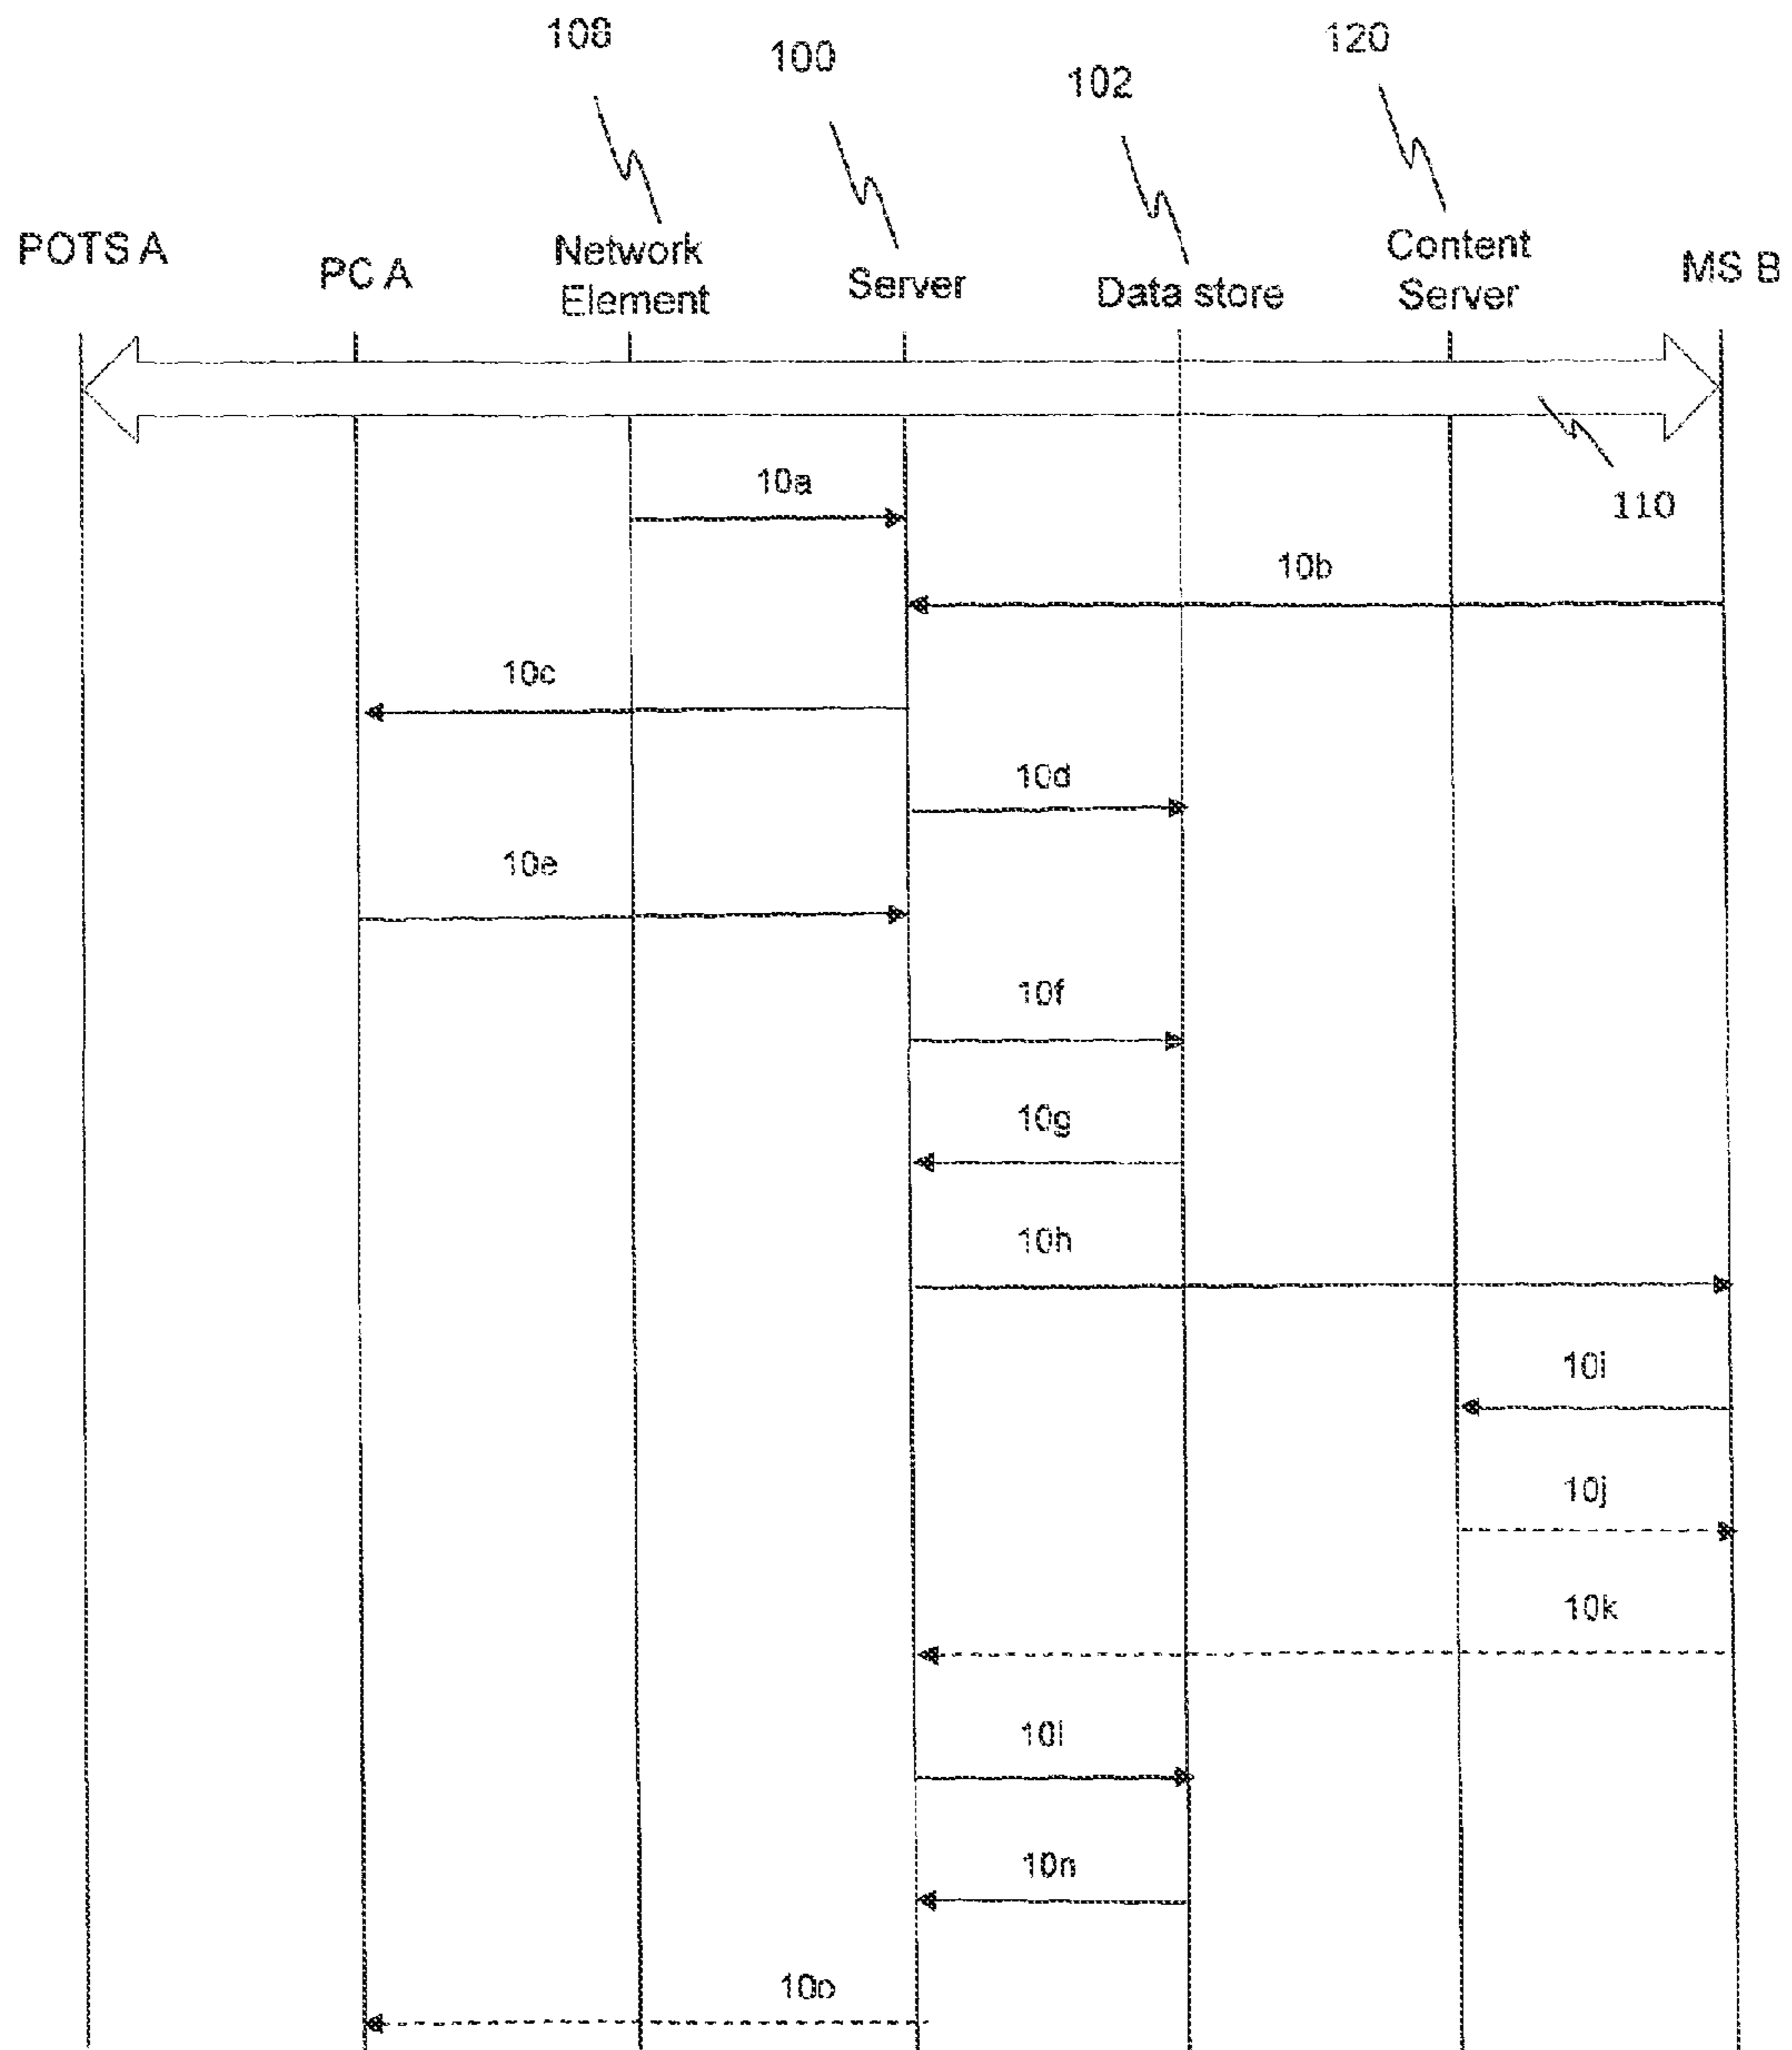 108
100
120
102
POTS A
PC A
Network
Element
Server
Data store
Content
Server
MS B
110
10a
10b
10c
10d
10e
10f
10g
10h
10i
10j
10k
10l
10n
10o